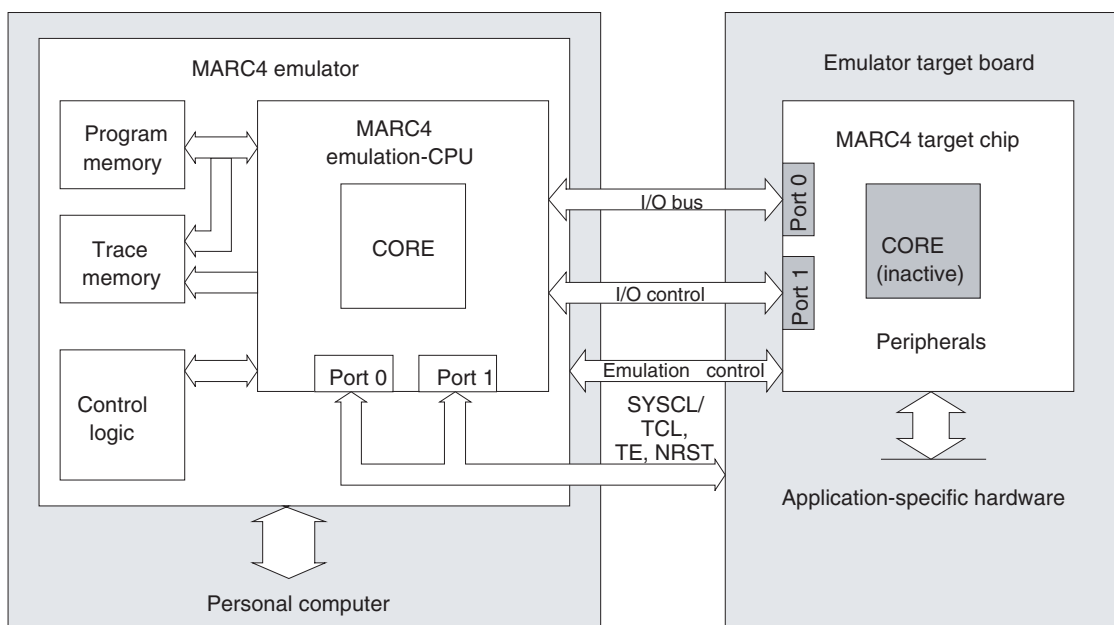 MARC4 emulator
Program
memory
Trace
memory
Control
logic
MARC4
emulation-CPU
CORE
Port 0
Port 1
I/O bus
I/O control
Emulation control
SYSCL/
TCL,
TE, NRST
Personal computer
Emulator target board
MARC4 target chip
Port 0
Port 1
CORE
(inactive)
Peripherals
Application-specific hardware